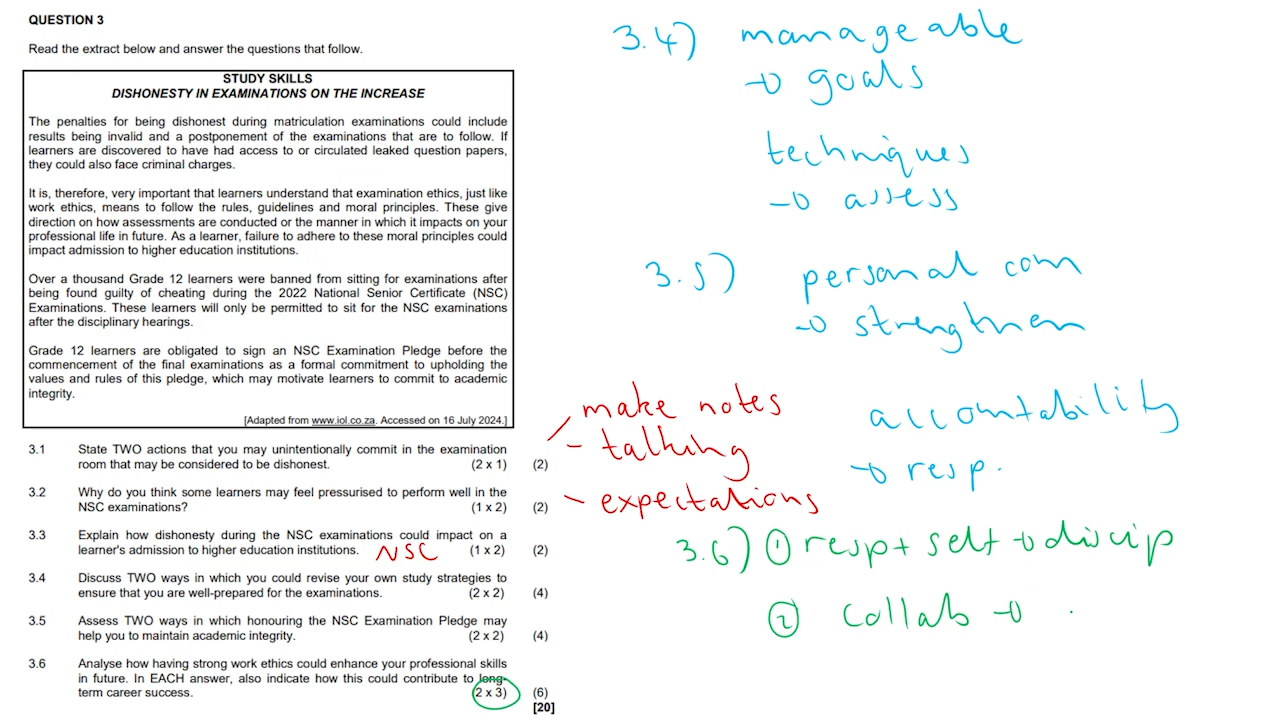 QUESTION 3
Read the extract below and answer the questions that follow.
STUDY SKILLS
DISHONESTY IN EXAMINATIONS ON THE INCREASE
The penalties for being dishonest during matriculation examinations could include
results being invalid and a postponement of the examinations that are to follow. If
learners are discovered to have had access to or circulated leaked question papers,
they could also face criminal charges.
It is, therefore, very important that learners understand that examination ethics, just like
work ethics, means to follow the rules, guidelines and moral principles. These give
direction on how assessments are conducted or the manner in which it impacts on your
professional life in future. As a learner, failure to adhere to these moral principles could
impact admission to higher education institutions.
Over a thousand Grade 12 learners were banned from sitting for examinations after
being found guilty of cheating during the 2022 National Senior Certificate (NSC)
Examinations. These learners will only be permitted to sit for the NSC examinations
after the disciplinary hearings.
Grade 12 learners are obligated to sign an NSC Examination Pledge before the
commencement of the final examinations as a formal commitment to upholding the
values and rules of this pledge, which may motivate learners to commit to academic
integrity.
[Adapted from www.iol.co.za. Accessed on 16 July 2024.]
3.1 State TWO actions that you may unintentionally commit in the examination
room that may be considered to be dishonest. (2 x 1) (2)
3.2 Why do you think some learners may feel pressurised to perform well in the
NSC examinations? (1 x 2) (2)
3.3 Explain how dishonesty during the NSC examinations could impact on a
learner's admission to higher education institutions. NSC (1 x 2) (2)
3.4 Discuss TWO ways in which you could revise your own study strategies to
ensure that you are well-prepared for the examinations. (2 x 2) (4)
3.5 Assess TWO ways in which honouring the NSC Examination Pledge may
help you to maintain academic integrity. (2 x 2) (4)
3.6 Analyse how having strong work ethics could enhance your professional skills
in future. In EACH answer, also indicate how this could contribute to long-
term career success. (2 x 3) (6)
[20]
make notes
- talking
- expectations
3.4) manageable
→ goals
techniques
→ assess
3.5) personal com
→ strengthen
accountability
→ resp.
3.6) ① resp + self → discip
② collab →